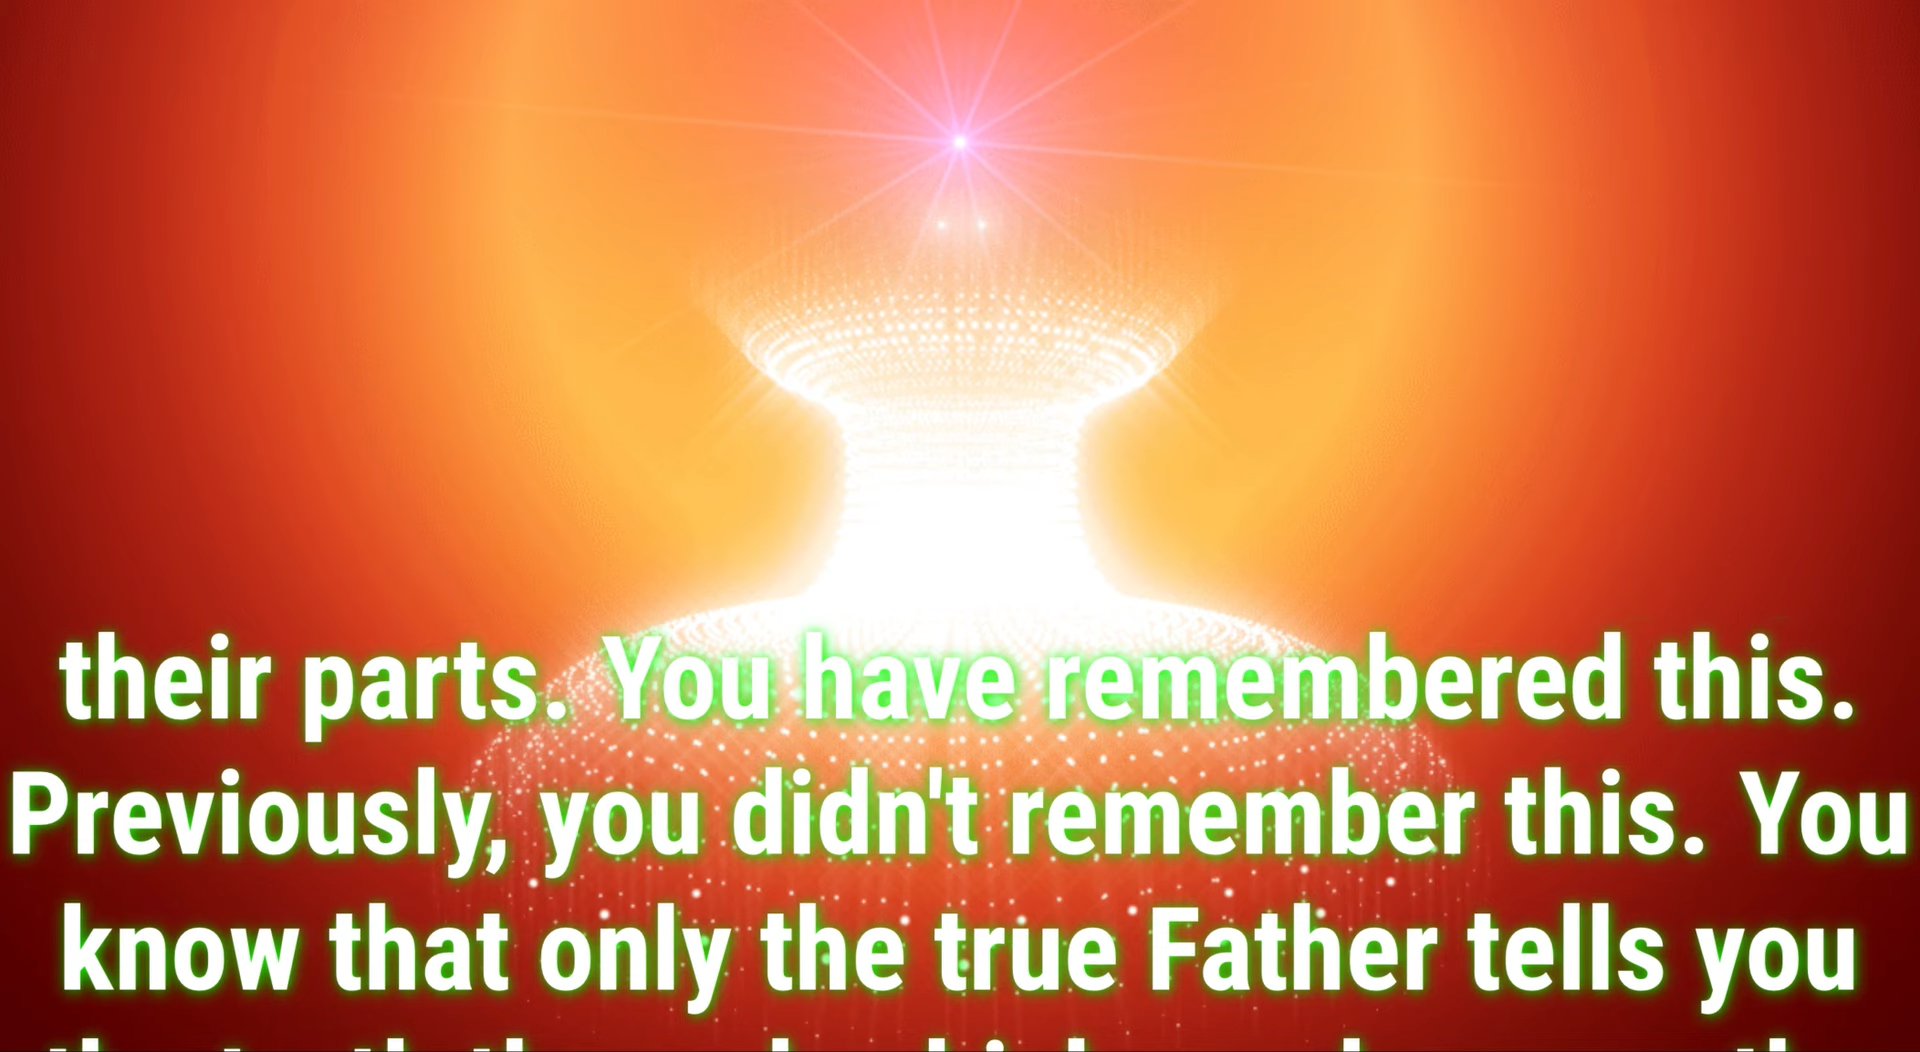 their parts. You have remembered this.
Previously, you didn't remember this. You
know that only the true Father tells you